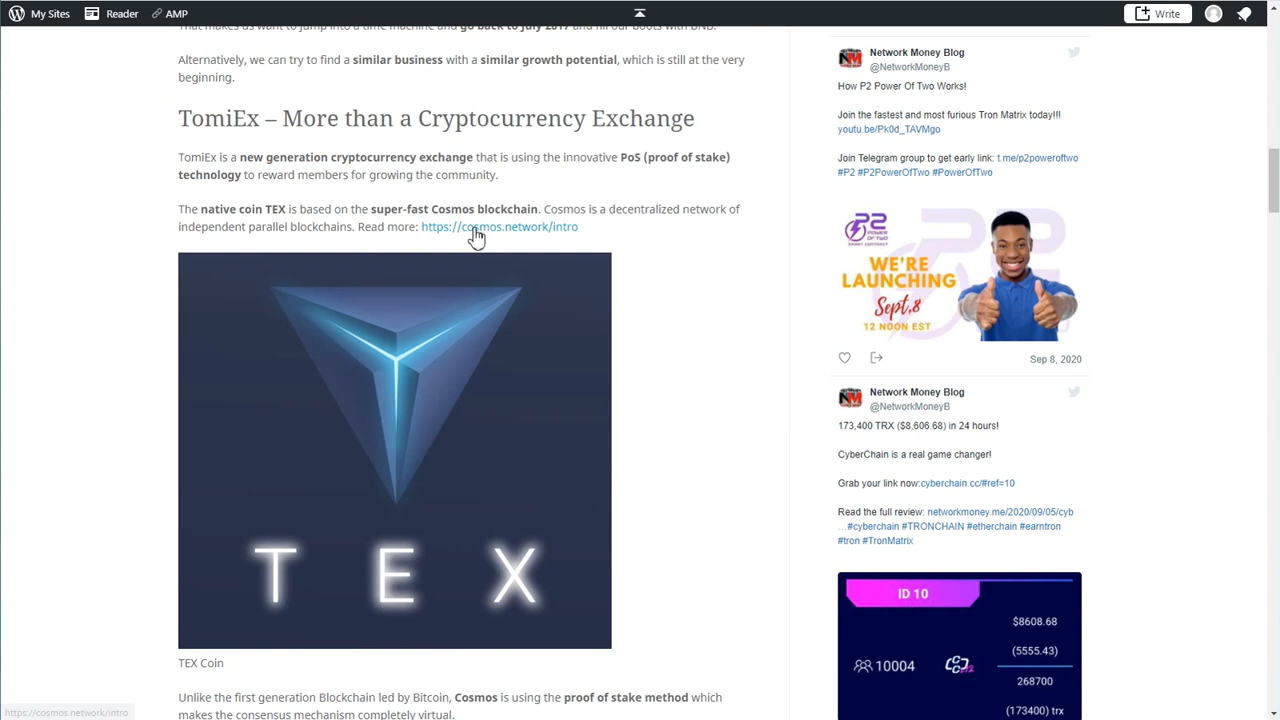 My Sites
Reader
AMP
Write
That makes us want to jump into a time machine and go back to July 2017 and fill our boots with BNB.
Alternatively, we can try to find a similar business with a similar growth potential, which is still at the very
beginning.
TomiEx – More than a Cryptocurrency Exchange
TomiEx is a new generation cryptocurrency exchange that is using the innovative PoS (proof of stake)
technology to reward members for growing the community.
The native coin TEX is based on the super-fast Cosmos blockchain. Cosmos is a decentralized network of
independent parallel blockchains. Read more: https://cosmos.network/intro
TEX
TEX Coin
Unlike the first generation Blockchain led by Bitcoin, Cosmos is using the proof of stake method which
makes the consensus mechanism completely virtual.
https://cosmos.network/intro
Network Money Blog
@NetworkMoneyB
How P2 Power Of Two Works!
Join the fastest and most furious Tron Matrix today!!!
youtu.be/Pk0d_TAVMgo
Join Telegram group to get early link: t.me/p2poweroftwo
#P2 #P2PowerOfTwo #PowerOfTwo
P2
POWER
OF TWO
SMART CONTRACT
WE'RE
LAUNCHING
Sept,8
12 NOON EST
Sep 8, 2020
Network Money Blog
@NetworkMoneyB
173,400 TRX ($8,606.68) in 24 hours!
CyberChain is a real game changer!
Grab your link now:cyberchain.cc/#ref=10
Read the full review: networkmoney.me/2020/09/05/cyb
…#cyberchain #TRONCHAIN #etherchain #earntron
#tron #TronMatrix
ID 10
$8608.68
(5555.43)
10004
268700
(173400) trx